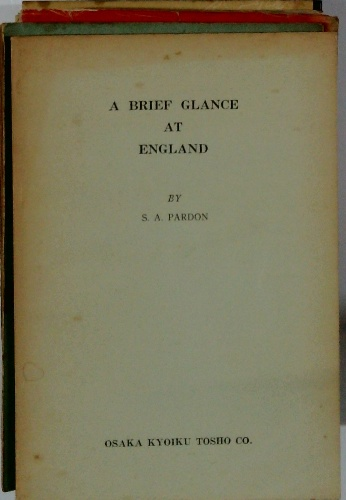 A BRIEF GLANCE
AT
ENGLAND
BY
S. A. PARDON
OSAKA KYOIKU TOSHO CO.